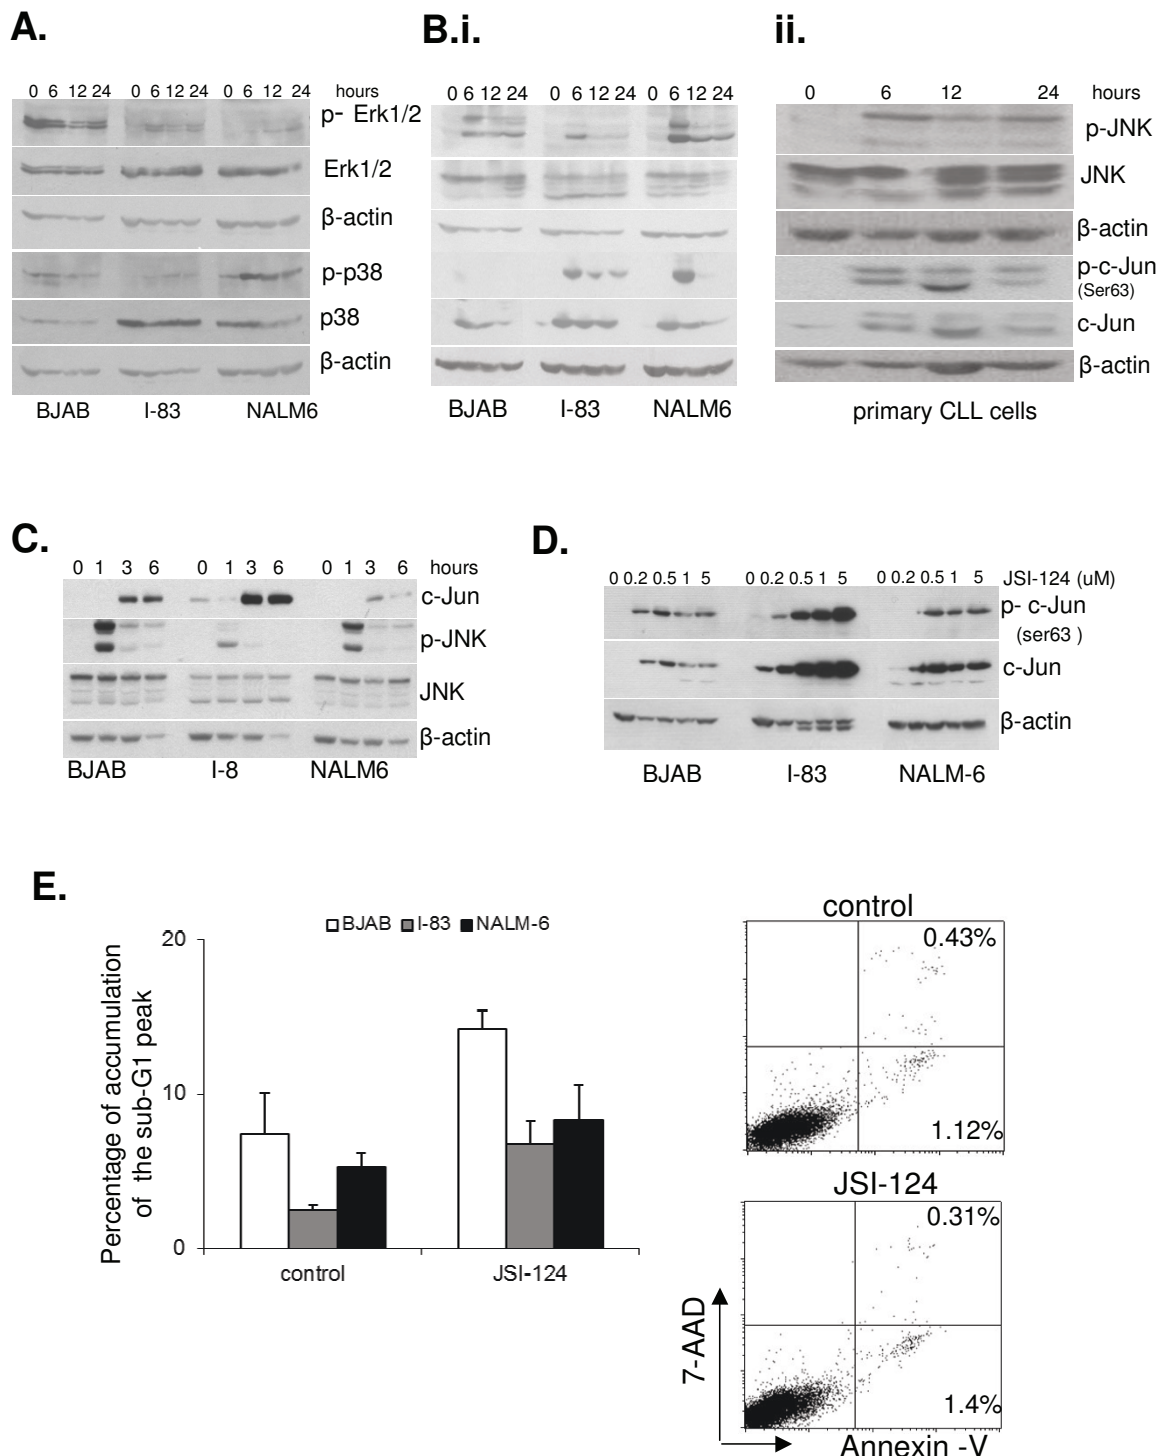 A.
0 6 12 24 0 6 12 24 0 6 12 24 hours
p- Erk1/2
Erk1/2
β-actin
p-p38
p38
β-actin
BJAB I-83 NALM6
B.i.
0 6 12 24 0 6 12 24 0 6 12 24
BJAB I-83 NALM6
ii.
0 6 12 24 hours
p-JNK
JNK
β-actin
p-c-Jun
(Ser63)
c-Jun
β-actin
primary CLL cells
C.
0 1 3 6 0 1 3 6 0 1 3 6 hours
c-Jun
p-JNK
JNK
β-actin
BJAB I-8 NALM6
D.
0 0.2 0.5 1 5 0 0.2 0.5 1 5 0 0.2 0.5 1 5 JSI-124 (uM)
p- c-Jun
(ser63 )
c-Jun
β-actin
BJAB I-83 NALM-6
E.
BJAB I-83 NALM-6
Percentage of accumulation
of the sub-G1 peak
20
10
0
control JSI-124
control
0.43%
1.12%
JSI-124
0.31%
1.4%
7-AAD
Annexin -V